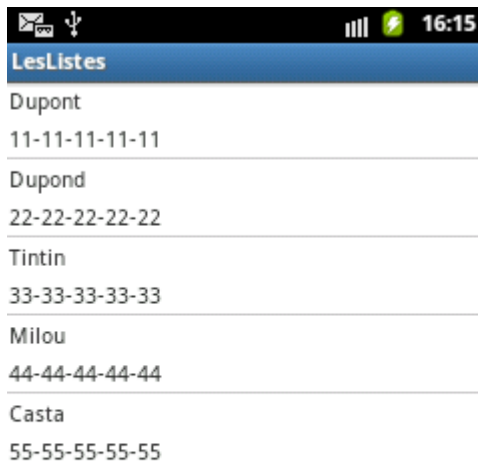 16:15
LesListes
Dupont
11-11-11-11-11
Dupond
22-22-22-22-22
Tintin
33-33-33-33-33
Milou
44-44-44-44-44
Casta
55-55-55-55-55